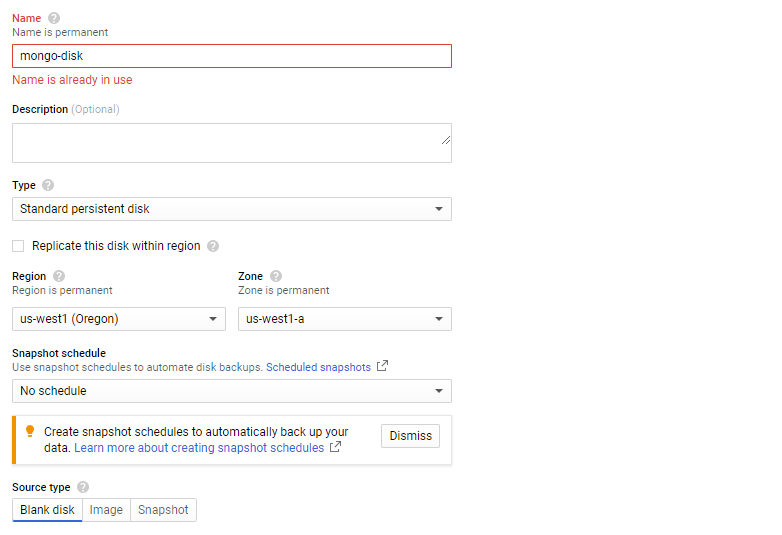 Name
Name is permanent
mongo-disk
Name is already in use
Description (Optional)
Type
Standard persistent disk
Replicate this disk within region
Region Zone
Region is permanent Zone is permanent
us-west1 (Oregon) us-west1-a
Snapshot schedule
Use snapshot schedules to automate disk backups. Scheduled snapshots
No schedule
Create snapshot schedules to automatically back up your Dismiss
data. Learn more about creating snapshot schedules
Source type
Blank disk Image Snapshot